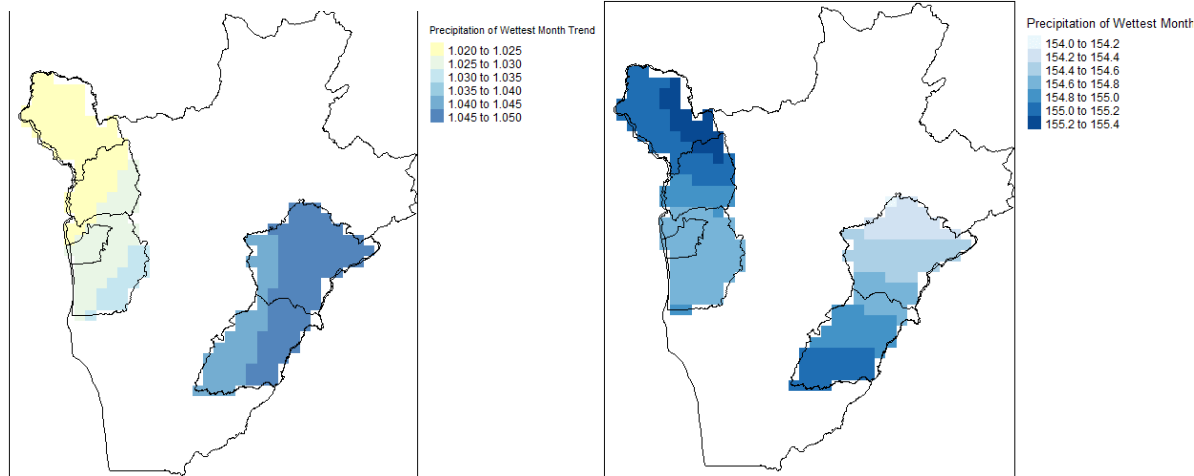 Precipitation of Wettest Month Trend
1.020 to 1.025
1.025 to 1.030
1.030 to 1.035
1.035 to 1.040
1.040 to 1.045
1.045 to 1.050
Precipitation of Wettest Month
154.0 to 154.2
154.2 to 154.4
154.4 to 154.6
154.6 to 154.8
154.8 to 155.0
155.0 to 155.2
155.2 to 155.4